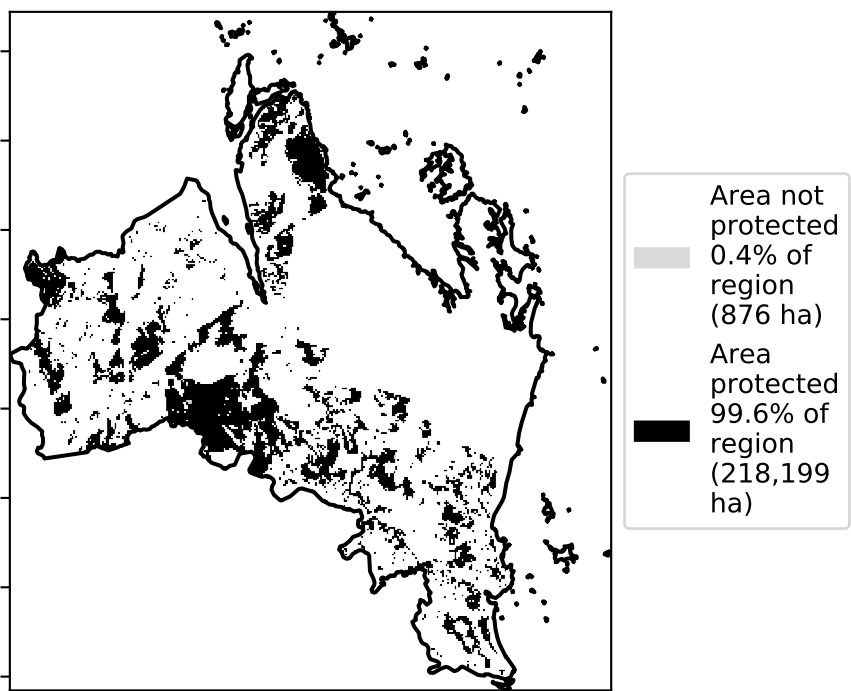 Area not
protected
0.4% of
region
(876 ha)
Area
protected
99.6% of
region
(218,199
ha)